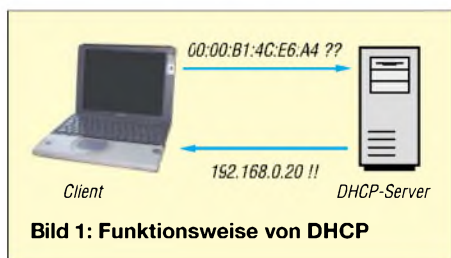 00:00:B1:4C:E6:A4 ??
192.168.0.20 !!
Client
DHCP-Server
Bild 1: Funktionsweise von DHCP